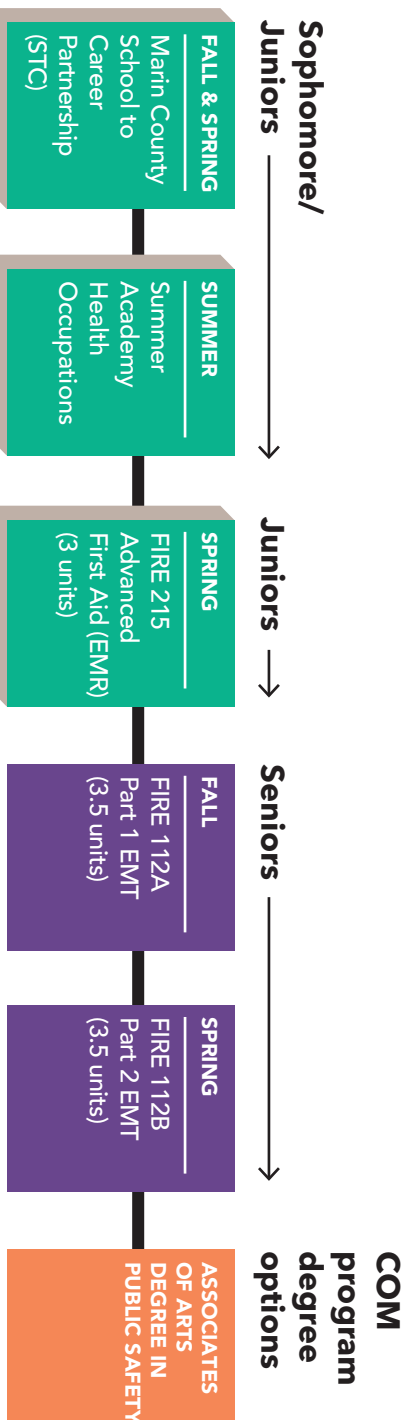 Sophomore/
Juniors
Juniors
Seniors
COM
program
degree
options
FALL & SPRING
Marin County
School to
Career
Partnership
(STC)
SUMMER
Summer
Academy
Health
Occupations
SPRING
FIRE 215
Advanced
First Aid (EMR)
(3 units)
FALL
FIRE 112A
Part 1 EMT
(3.5 units)
SPRING
FIRE 112B
Part 2 EMT
(3.5 units)
ASSOCIATES
OF ARTS
DEGREE IN
PUBLIC SAFETY